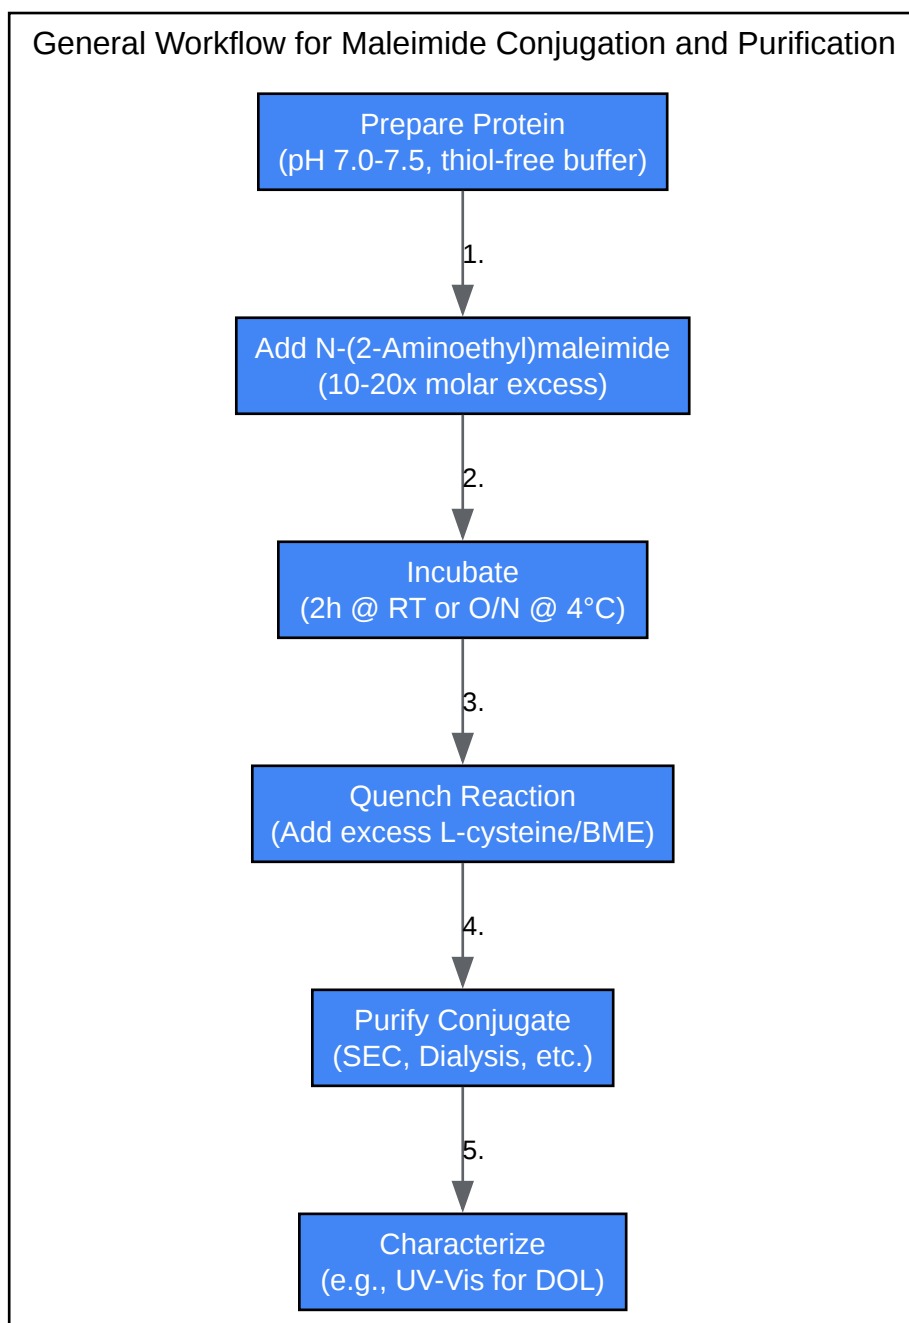 General Workflow for Maleimide Conjugation and Purification
Prepare Protein
(pH 7.0-7.5, thiol-free buffer)
1.
Add N-(2-Aminoethyl)maleimide
(10-20x molar excess)
2.
Incubate
(2h @ RT or O/N @ 4°C)
3.
Quench Reaction
(Add excess L-cysteine/BME)
4.
Purify Conjugate
(SEC, Dialysis, etc.)
5.
Characterize
(e.g., UV-Vis for DOL)